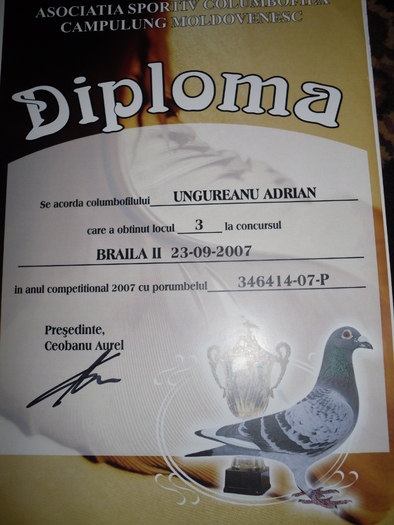 ASOCIATIA SPORTIV COLUMBOFILA
CAMPULUNG MOLDOVENESC
Diploma
Se acorda columbofilului UNGUREANU ADRIAN
care a obtinut locul 3 la concursul
BRAILA II 23-09-2007
in anul competitional 2007 cu porumbelul 346414-07-P
Preşedinte,
Ceobanu Aurel